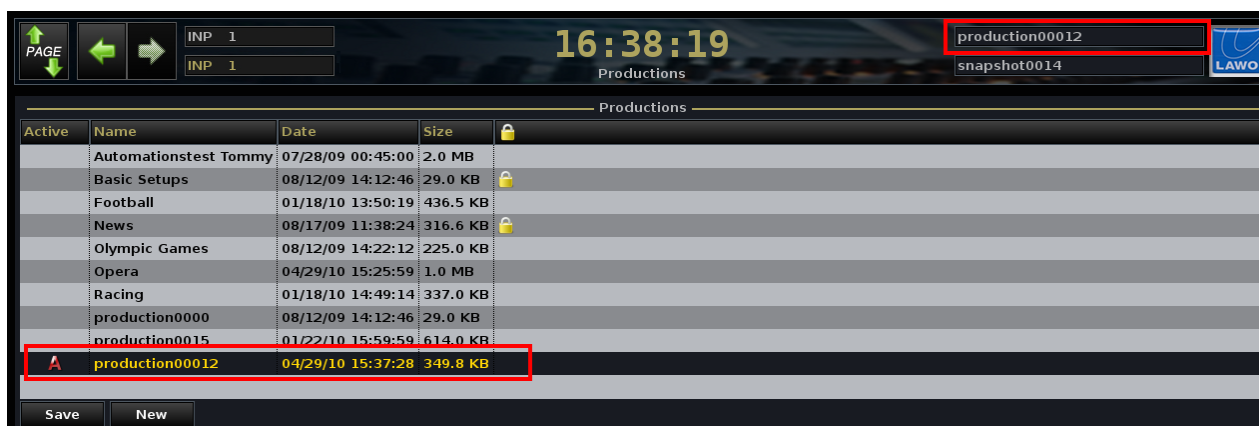 PAGE
INP 1
INP 1
16:38:19
Productions
production00012
snapshot0014
LAWO
Productions
Active Name Date Size
Automationstest Tommy 07/28/09 00:45:00 2.0 MB
Basic Setups 08/12/09 14:12:46 29.0 KB
Football 01/18/10 13:50:19 436.5 KB
News 08/17/09 11:38:24 316.6 KB
Olympic Games 08/12/09 14:22:12 225.0 KB
Opera 04/29/10 15:25:59 1.0 MB
Racing 01/18/10 14:49:14 337.0 KB
production0000 08/12/09 14:12:46 29.0 KB
production0015 01/22/10 15:59:59 614.0 KB
A production00012 04/29/10 15:37:28 349.8 KB
Save New